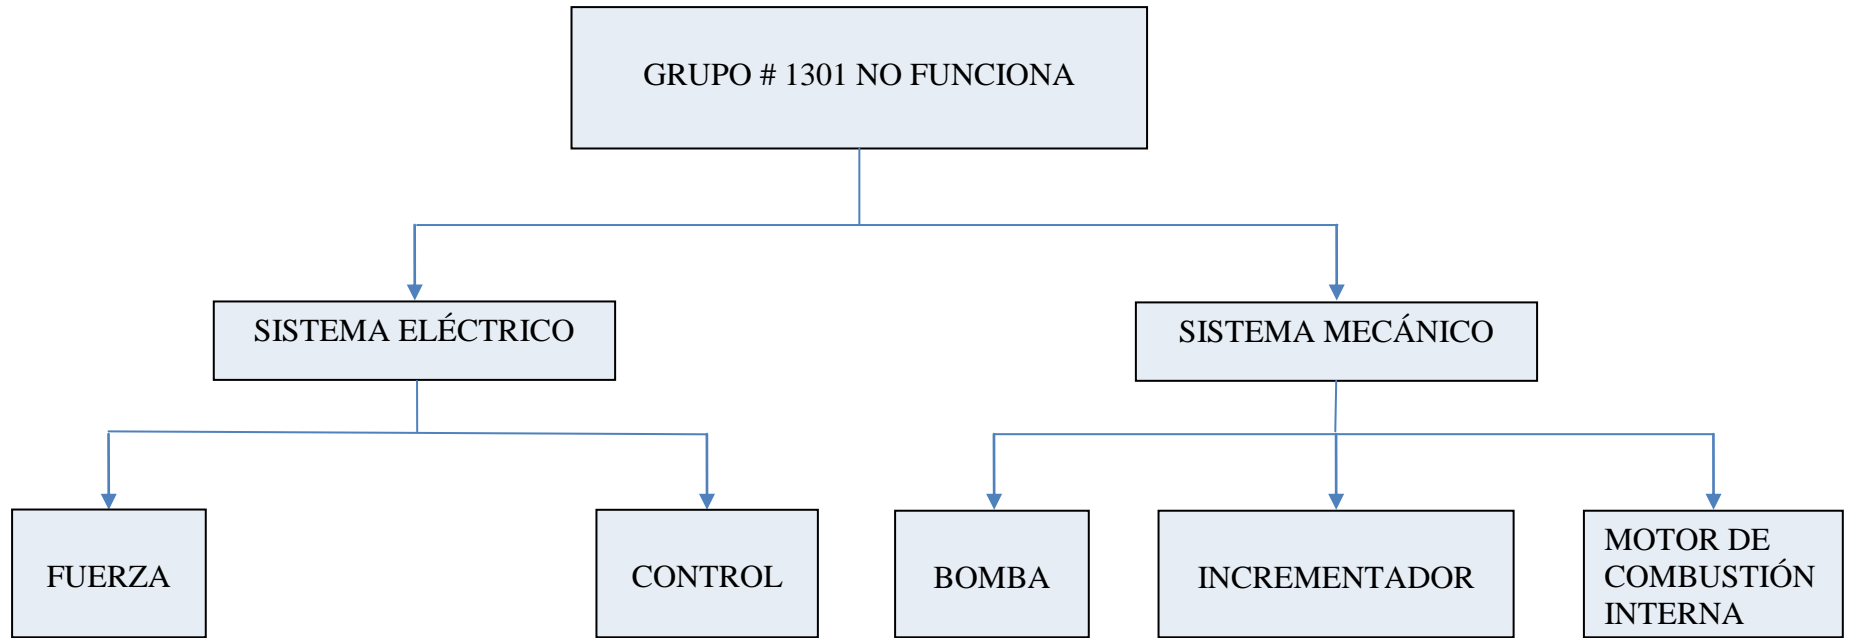 GRUPO # 1301 NO FUNCIONA
SISTEMA ELÉCTRICO
SISTEMA MECÁNICO
FUERZA
CONTROL
BOMBA
INCREMENTADOR
MOTOR DE
COMBUSTIÓN
INTERNA